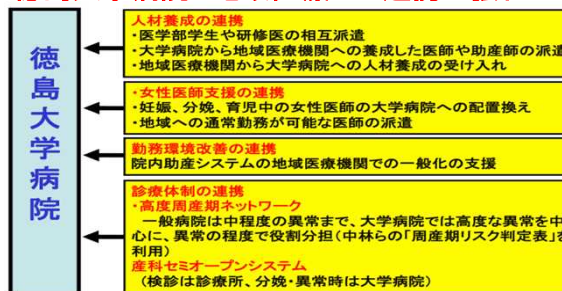 徳島大学病院
人材養成の連携
・医学部学生や研修医の相互派遣
・大学病院から地域医療機関への養成した医師や助産師の派遣
・地域医療機関から大学病院への人材養成の受け入れ
・女性医師支援の連携
・妊娠、分娩、育児中の女性医師の大学病院への配置換え
・地域への通常勤務が可能な医師の派遣
勤務環境改善の連携
院内助産システムの地域医療機関での一般化の支援
診療体制の連携
・高度周産期ネットワーク
一般病院は中程度の異常まで、大学病院では高度な異常を中
心に、異常の程度で役割分担（中林らの「周産期リスク判定表」を
利用）
産科セミオープンシステム
（検診は診療所、分娩・異常時は大学病院）